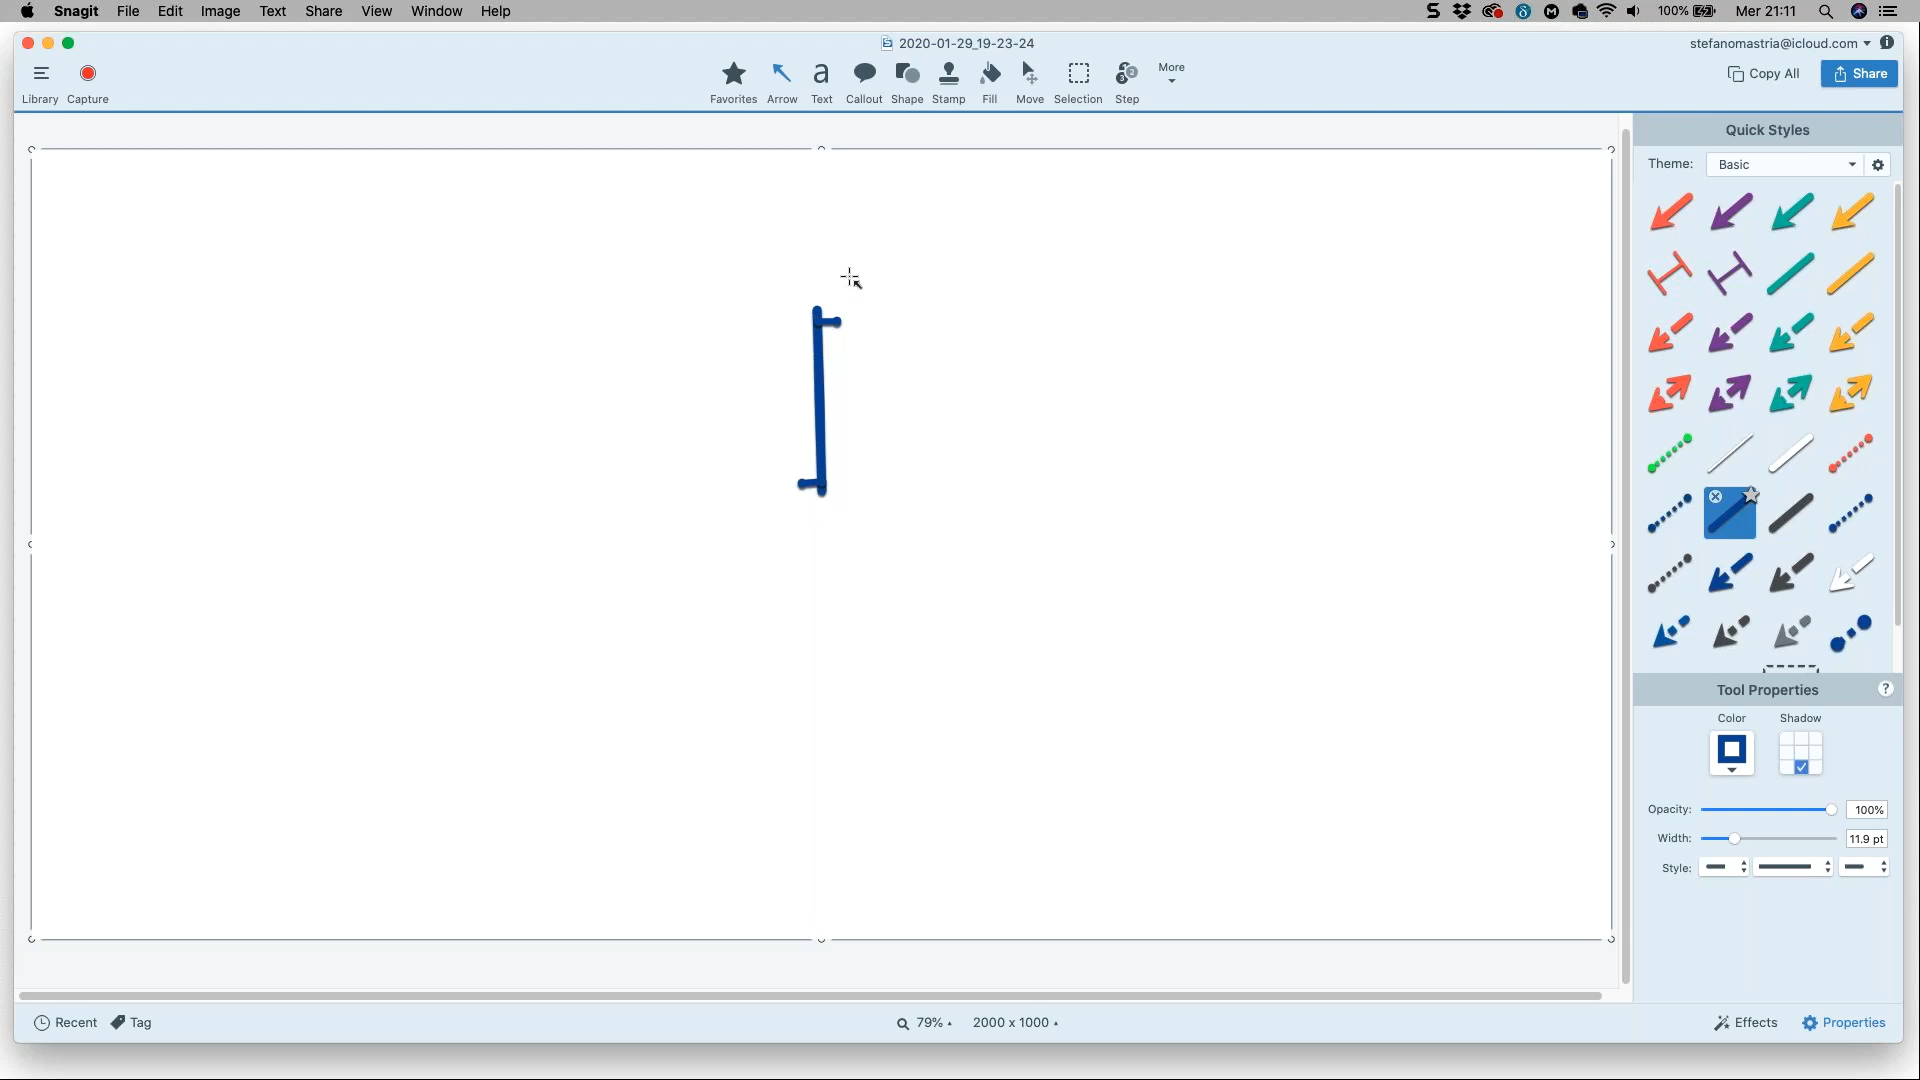 Snagit File Edit Image Text Share View Window Help 100% Mer 21:11
2020-01-29_19-23-24 stefanomastria@icloud.com
Library Capture Favorites Arrow Text Callout Shape Stamp Fill Move Selection Step More Copy All Share
Quick Styles
Theme: Basic
Tool Properties ?
Color Shadow
Opacity: 100%
Width: 11.9 pt
Style:
Recent Tag 79% 2000 x 1000 Effects Properties